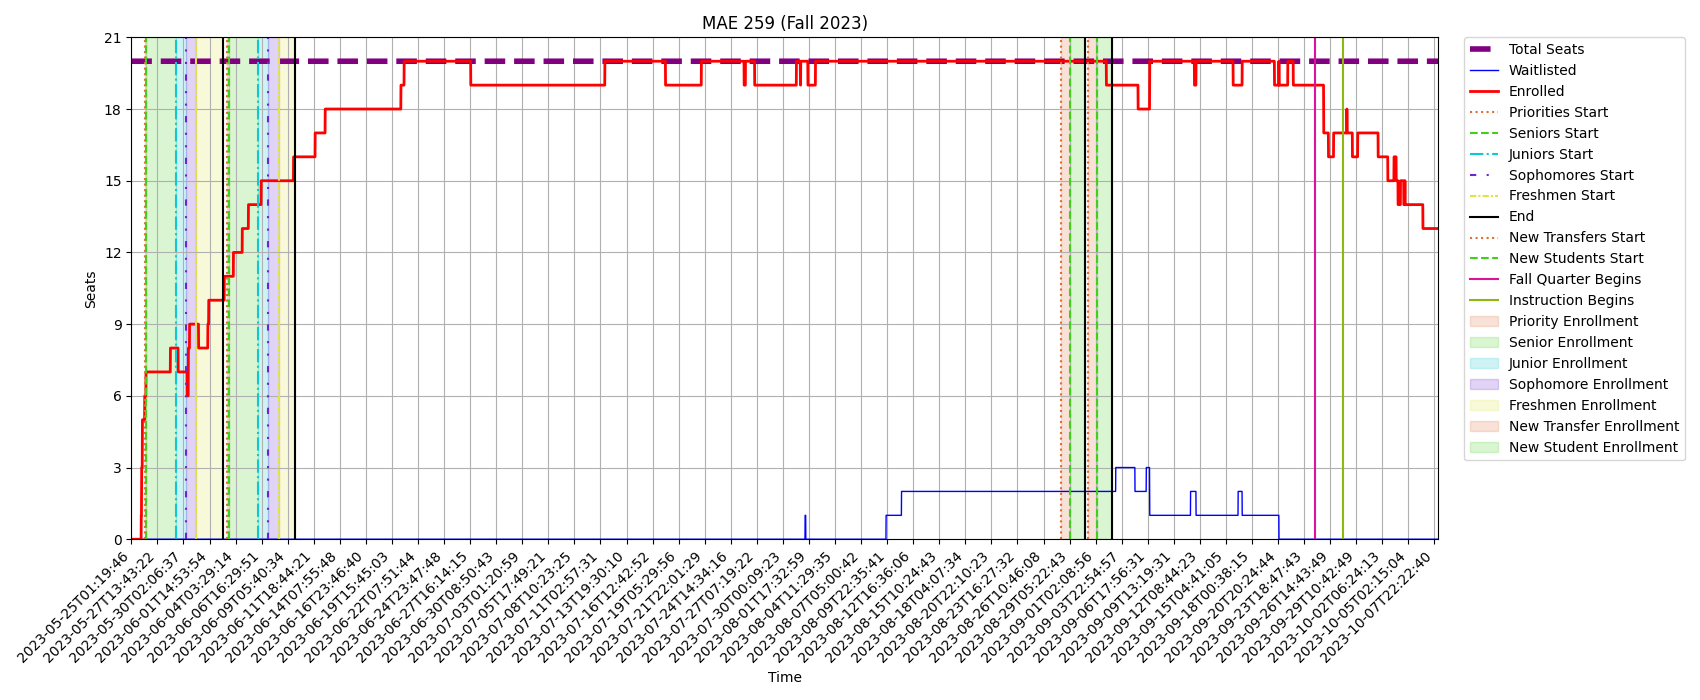 MAE 259 (Fall 2023)
21
18
15
12
9
6
3
0
Seats
2023-05-25T01:19:46
2023-05-27T13:43:22
2023-05-30T02:06:37
2023-06-01T14:53:54
2023-06-04T03:29:14
2023-06-06T16:29:51
2023-06-09T05:40:34
2023-06-11T18:44:21
2023-06-14T07:55:48
2023-06-16T23:46:40
2023-06-19T15:45:03
2023-06-22T07:51:44
2023-06-24T23:47:48
2023-06-27T16:14:15
2023-06-30T08:50:43
2023-07-03T01:20:59
2023-07-05T17:49:21
2023-07-08T10:23:25
2023-07-11T02:57:31
2023-07-13T19:30:10
2023-07-16T12:42:52
2023-07-19T05:29:56
2023-07-21T22:01:29
2023-07-24T14:34:16
2023-07-27T07:19:22
2023-07-30T00:09:23
2023-08-01T17:32:59
2023-08-04T11:29:35
2023-08-07T05:00:42
2023-08-09T22:35:41
2023-08-12T16:36:06
2023-08-15T10:24:43
2023-08-18T04:07:34
2023-08-20T22:10:23
2023-08-23T16:27:32
2023-08-26T10:46:08
2023-08-29T05:22:43
2023-09-01T02:08:56
2023-09-03T22:54:57
2023-09-06T17:56:31
2023-09-09T13:19:31
2023-09-12T08:44:23
2023-09-15T04:41:05
2023-09-18T00:38:15
2023-09-20T20:24:44
2023-09-23T18:47:43
2023-09-26T14:43:49
2023-09-29T10:42:49
2023-10-02T06:24:13
2023-10-05T02:15:04
2023-10-07T22:22:40
Time
Total Seats
Waitlisted
Enrolled
Priorities Start
Seniors Start
Juniors Start
Sophomores Start
Freshmen Start
End
New Transfers Start
New Students Start
Fall Quarter Begins
Instruction Begins
Priority Enrollment
Senior Enrollment
Junior Enrollment
Sophomore Enrollment
Freshmen Enrollment
New Transfer Enrollment
New Student Enrollment